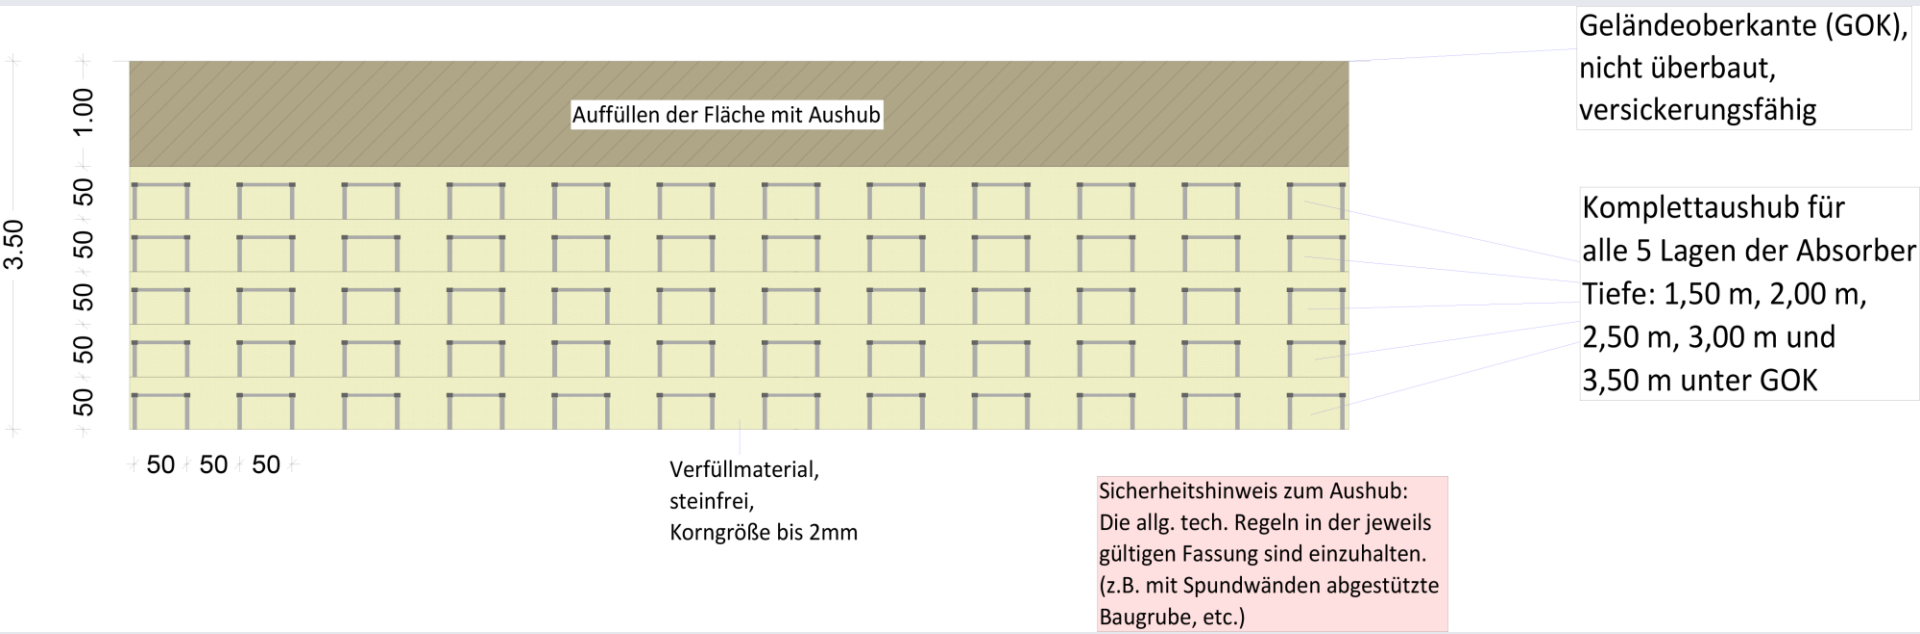 Geländeoberkante (GOK),
nicht überbaut,
versickerungsfähig
Auffüllen der Fläche mit Aushub
3.50
1.00
50
50
50
50
50
Komplettaushub für
alle 5 Lagen der Absorber
Tiefe: 1,50 m, 2,00 m,
2,50 m, 3,00 m und
3,50 m unter GOK
50 50 50
Verfüllmaterial,
steinfrei,
Korngröße bis 2mm
Sicherheitshinweis zum Aushub:
Die allg. tech. Regeln in der jeweils
gültigen Fassung sind einzuhalten.
(z.B. mit Spundwänden abgestützte
Baugrube, etc.)